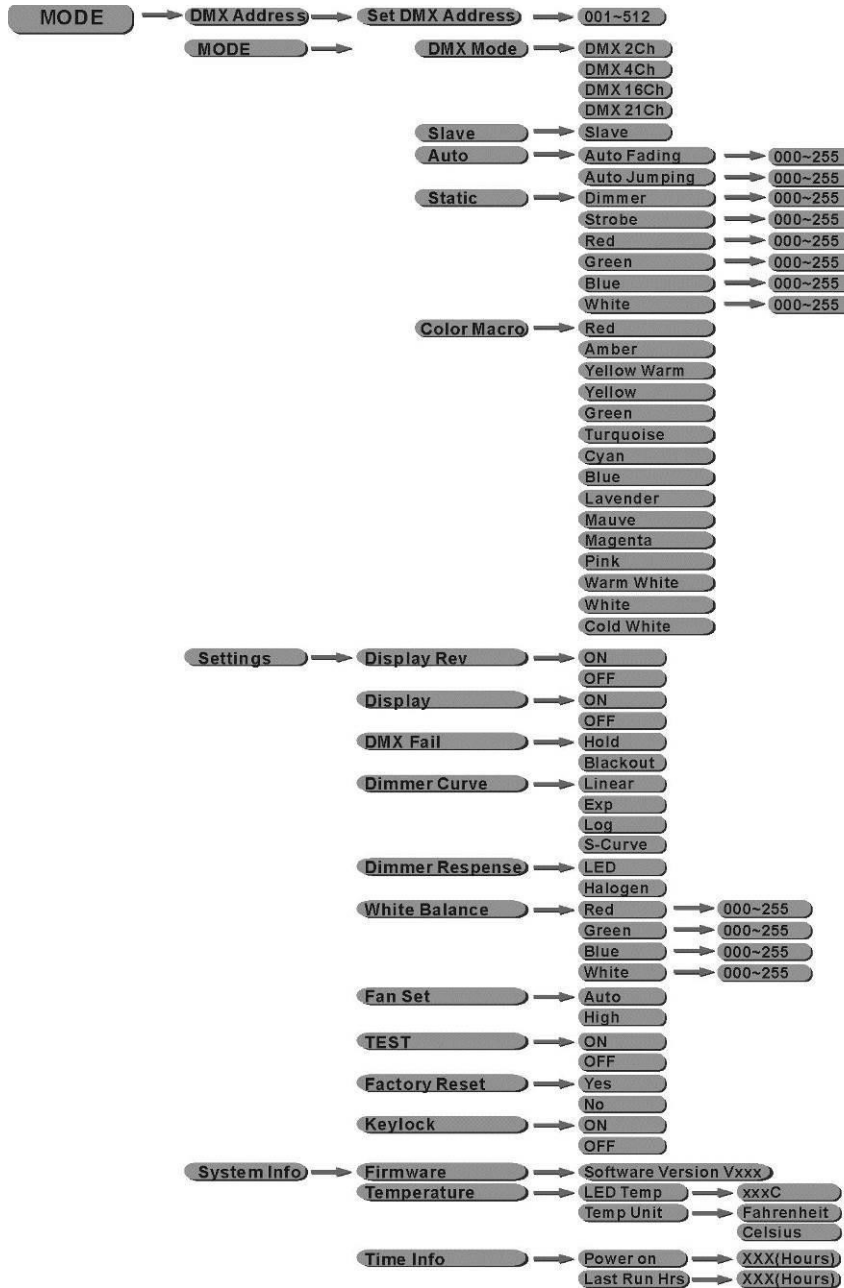 MODE DMX Address Set DMX Address 001~512
MODE DMX Mode DMX 2Ch
DMX 4Ch
DMX 16Ch
DMX 21Ch
Slave Slave
Auto Auto Fading 000~255
Auto Jumping 000~255
Static Dimmer 000~255
Strobe 000~255
Red 000~255
Green 000~255
Blue 000~255
White 000~255
Color Macro Red
Amber
Yellow Warm
Yellow
Green
Turquoise
Cyan
Blue
Lavender
Mauve
Magenta
Pink
Warm White
White
Cold White
Settings Display Rev ON
OFF
Display ON
OFF
DMX Fail Hold
Blackout
Dimmer Curve Linear
Exp
Log
S-Curve
Dimmer Respense LED
Halogen
White Balance Red 000~255
Green 000~255
Blue 000~255
White 000~255
Fan Set Auto
High
TEST ON
OFF
Factory Reset Yes
No
Keylock ON
OFF
System Info Firmware Software Version Vxxx
Temperature LED Temp xxxC
Temp Unit Fahrenheit
Celsius
Time Info Power on XXX(Hours)
Last Run Hrs XXX(Hours)